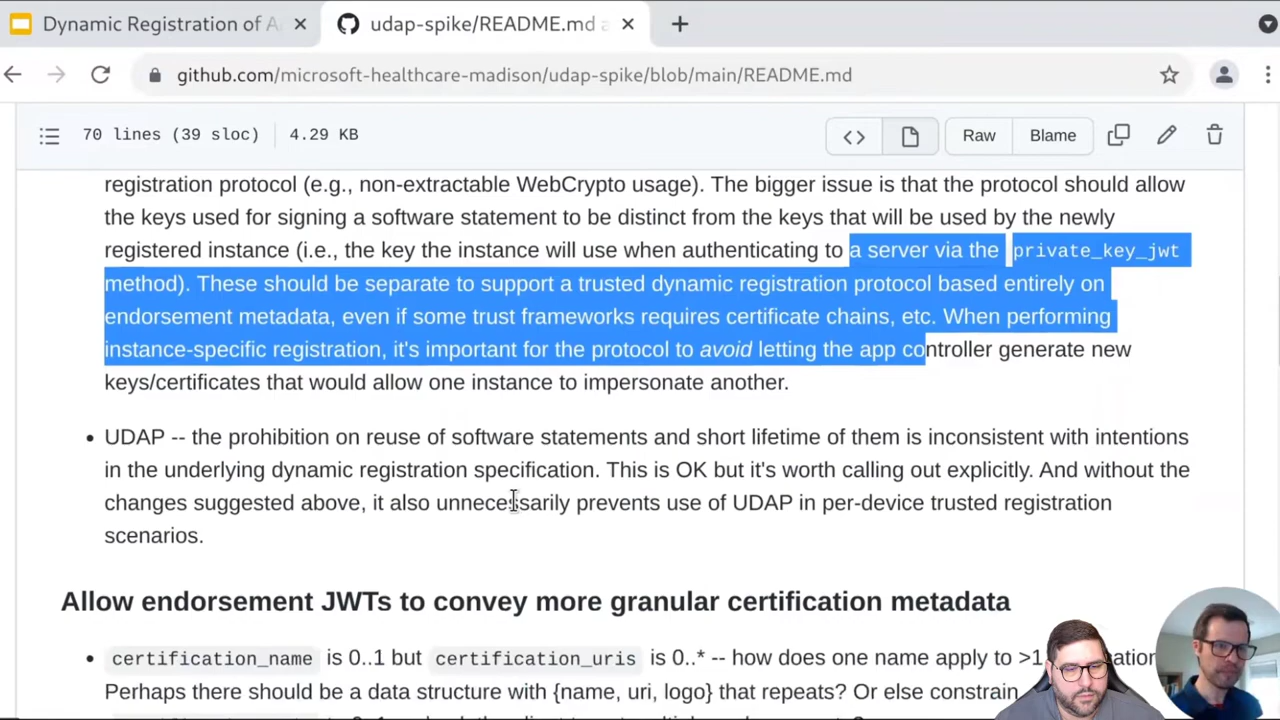 Dynamic Registration of A
udap-spike/README.md a
github.com/microsoft-healthcare-madison/udap-spike/blob/main/README.md
70 lines (39 sloc) 4.29 KB
Raw Blame
registration protocol (e.g., non-extractable WebCrypto usage). The bigger issue is that the protocol should allow
the keys used for signing a software statement to be distinct from the keys that will be used by the newly
registered instance (i.e., the key the instance will use when authenticating to a server via the private_key_jwt
method). These should be separate to support a trusted dynamic registration protocol based entirely on
endorsement metadata, even if some trust frameworks requires certificate chains, etc. When performing
instance-specific registration, it's important for the protocol to avoid letting the app controller generate new
keys/certificates that would allow one instance to impersonate another.
• UDAP -- the prohibition on reuse of software statements and short lifetime of them is inconsistent with intentions
in the underlying dynamic registration specification. This is OK but it's worth calling out explicitly. And without the
changes suggested above, it also unnecessarily prevents use of UDAP in per-device trusted registration
scenarios.
Allow endorsement JWTs to convey more granular certification metadata
• certification_name is 0..1 but certification_uris is 0..* -- how does one name apply to >1
Perhaps there should be a data structure with {name, uri, logo} that repeats? Or else constrain